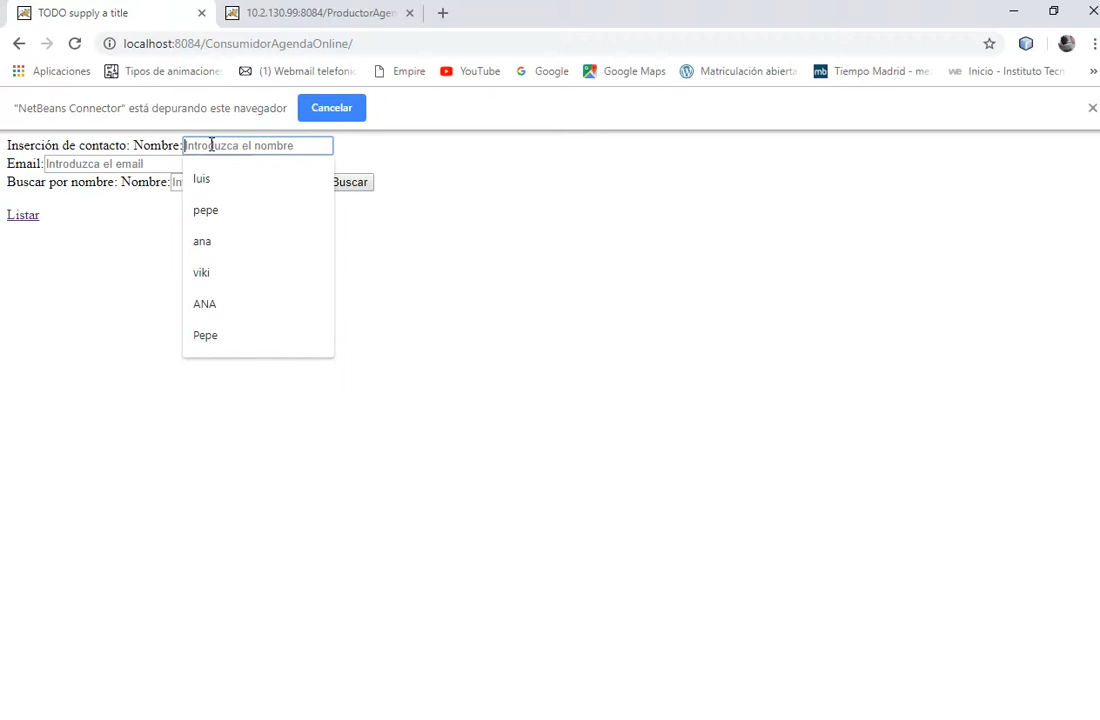 TODO supply a title
10.2.130.99:8084/ProductorAgen
localhost:8084/ConsumidorAgendaOnline/
Aplicaciones
Tipos de animacione
(1) Webmail telefonic
Empire
YouTube
Google
Google Maps
Matriculación abierta
mb Tiempo Madrid - me
we Inicio - Instituto Tecn
"NetBeans Connector" está depurando este navegador
Cancelar
Inserción de contacto: Nombre: Introduzca el nombre
Email: Introduzca el email
Buscar por nombre: Nombre: Buscar
luis
Listar
pepe
ana
viki
ANA
Pepe